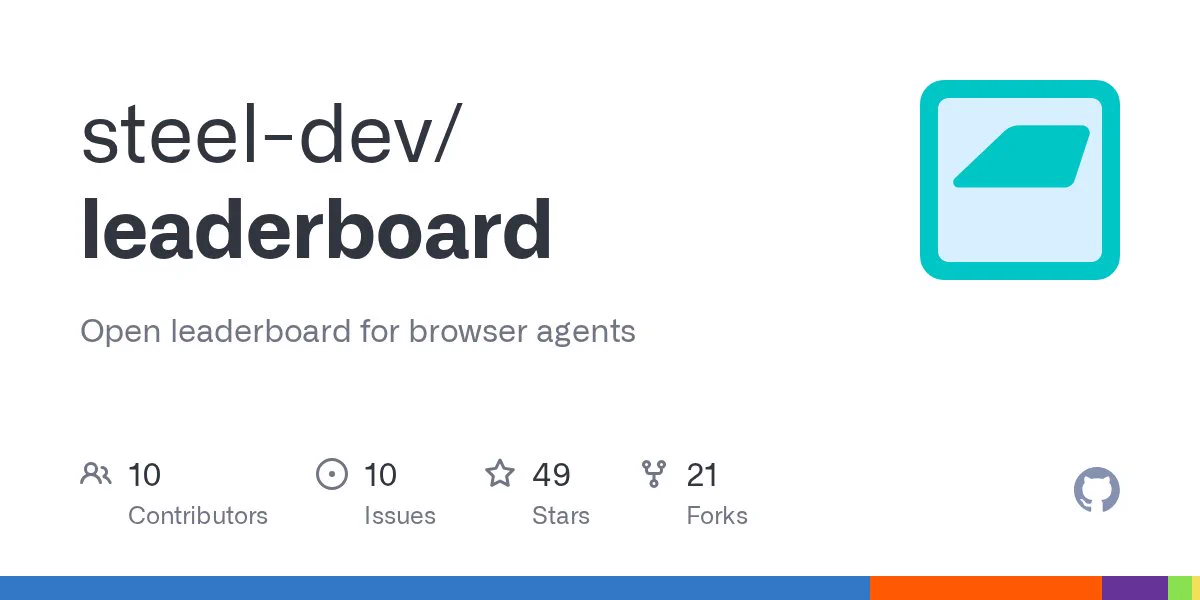 steel-dev/
leaderboard
Open leaderboard for browser agents
10
Contributors
10
Issues
49
Stars
21
Forks